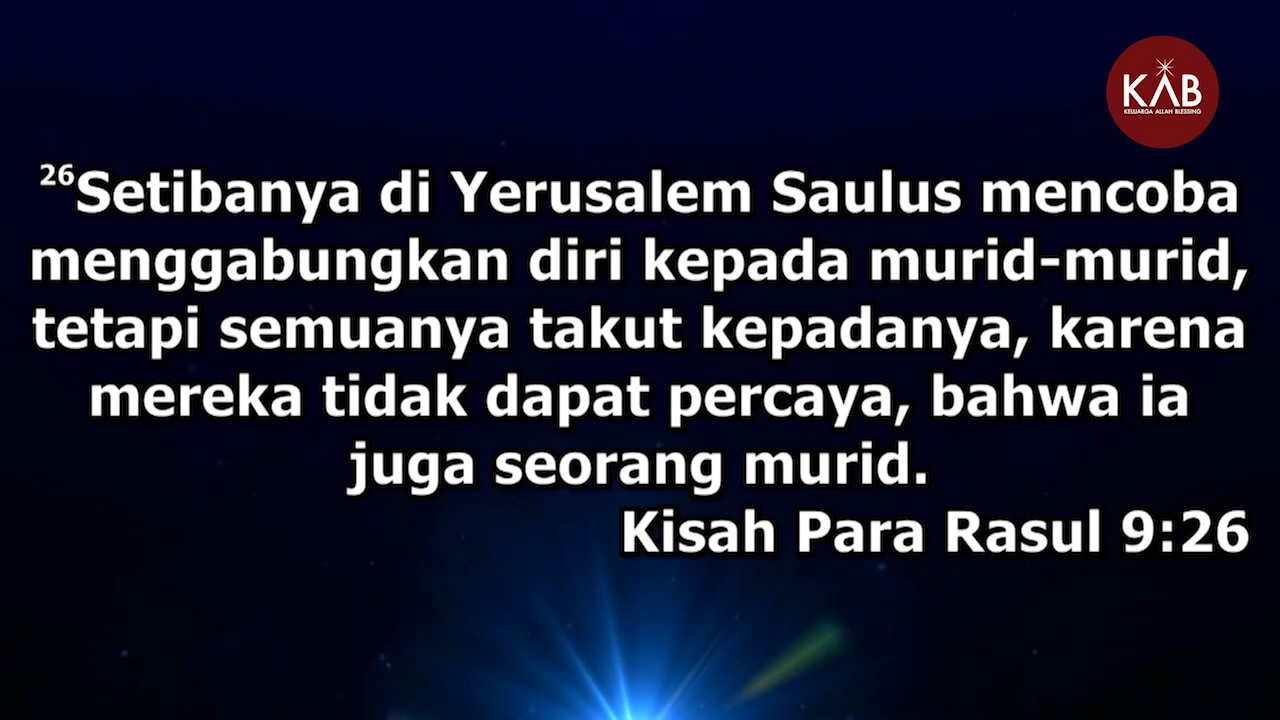 KAB
KELUARGA ALLAH BLESSING
26Setibanya di Yerusalem Saulus mencoba
menggabungkan diri kepada murid-murid,
tetapi semuanya takut kepadanya, karena
mereka tidak dapat percaya, bahwa ia
juga seorang murid.
Kisah Para Rasul 9:26